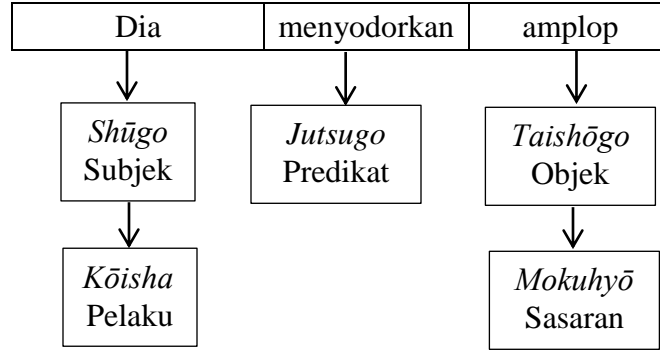 Dia menyodorkan amplop
Shūgo
Subjek
Jutsugo
Predikat
Taishōgo
Objek
Kōisha
Pelaku
Mokuhyō
Sasaran